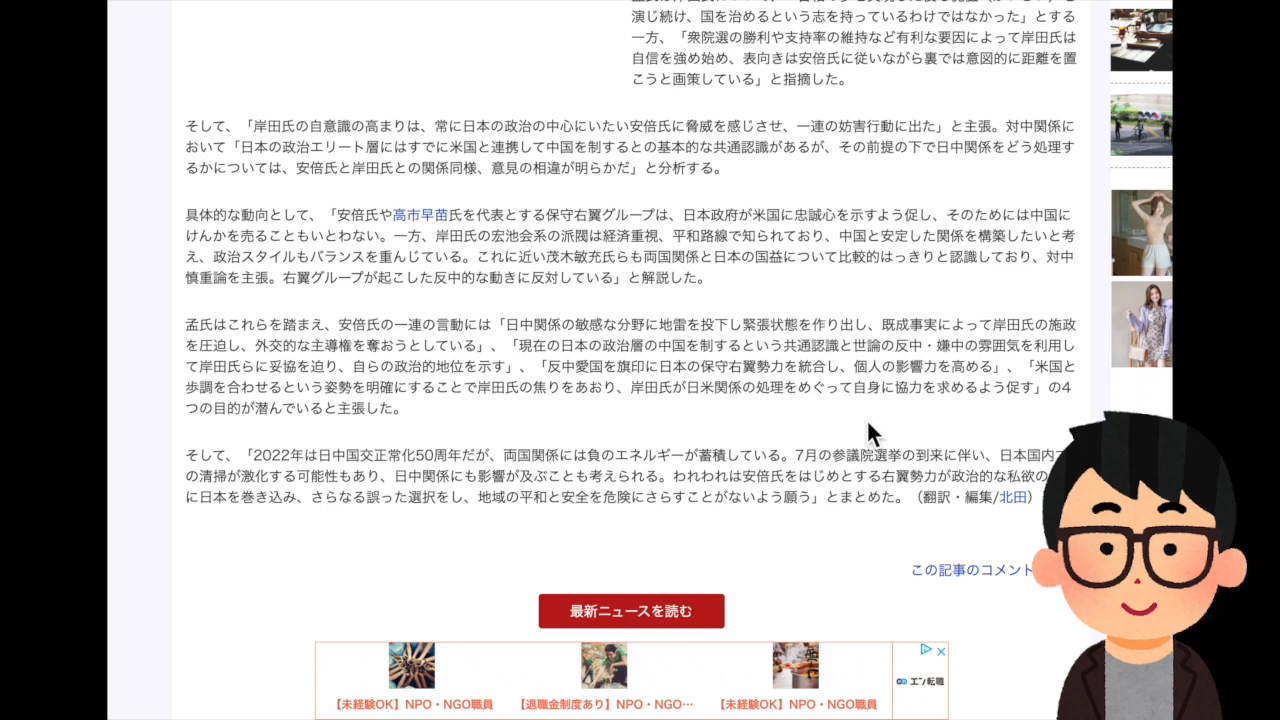 演じ続け、国を治めるという志を持っているわけではなかった」とする
一方、「衆院選の勝利や支持率の維持など有利な要因によって岸田氏は
自信を強め始め、表向きは安倍氏に従いながら裏では意図的に距離を置
こうと画策している」と指摘した。
そして、「岸田氏の自意識の高まりは、常に日本の政治の中心にいたい安倍氏に脅威を感じさせ、一連の妨害行動に出た」と主張。対中関係に
おいて「日本の政治エリート層にはすでに米国と連携して中国を制するとの基本的な共通認識があるが、その前提の下で日中関係をどう処理す
るかについては、安倍氏と岸田氏との関係同様、意見の相違が明らかだ」と分析する。
具体的な動向として、「安倍氏や高市早苗氏を代表とする保守右翼グループは、日本政府が米国に忠誠心を示すよう促し、そのためには中国に
けんかを売ることもいとわない。一方、岸田氏の宏池会系の派閥は経済重視、平和路線で知られており、中国と安定した関係を構築したいと考
え、政治スタイルもバランスを重んじている。これに近い茂木敏充氏らも両国関係と日本の国益について比較的はっきりと認識しており、対中
慎重論を主張。右翼グループが起こした反中的な動きに反対している」と解説した。
孟氏はこれらを踏まえ、安倍氏の一連の言動には「日中関係の敏感な分野に地雷を投下し緊張状態を作り出し、既成事実によって岸田氏の施政
を圧迫し、外交的な主導権を奪おうとしている」、「現在の日本の政治層の中国を制するという共通認識と世論の反中・嫌中の雰囲気を利用し
て岸田氏らに妥協を迫り、自らの政治的地位を示す」、「反中愛国を旗印に日本の保守右翼勢力を統合し、個人の影響力を高める」、「米国と
歩調を合わせるという姿勢を明確にすることで岸田氏の焦りをあおり、岸田氏が日米関係の処理をめぐって自身に協力を求めるよう促す」の4
つの目的が潜んでいると主張した。
そして、「2022年は日中国交正常化50周年だが、両国関係には負のエネルギーが蓄積している。7月の参議院選挙の到来に伴い、日本国内
の清掃が激化する可能性もあり、日中関係にも影響が及ぶことも考えられる。われわれは安倍氏をはじめとする右翼勢力が政治的な私欲の
に日本を巻き込み、さらなる誤った選択をし、地域の平和と安全を危険にさらすことがないよう願う」とまとめた。（翻訳・編集/北田）
この記事のコメント
最新ニュースを読む
【未経験OK】NPO・NGO職員 【退職金制度あり】NPO・NGO… 【未経験OK】NPO・NGO職員
エン転職